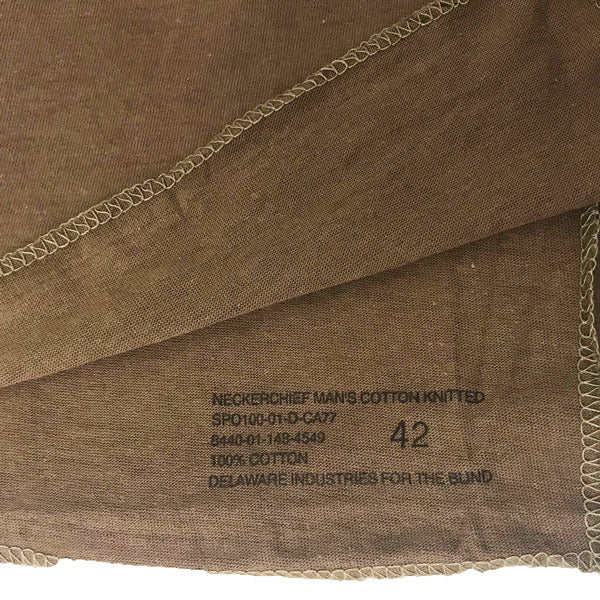 NECKERCHIEF MAN'S COTTON KNITTED
SPO100-01-D-CA77
8440-01-148-4549
42
100% COTTON
DELAWARE INDUSTRIES FOR THE BLIND